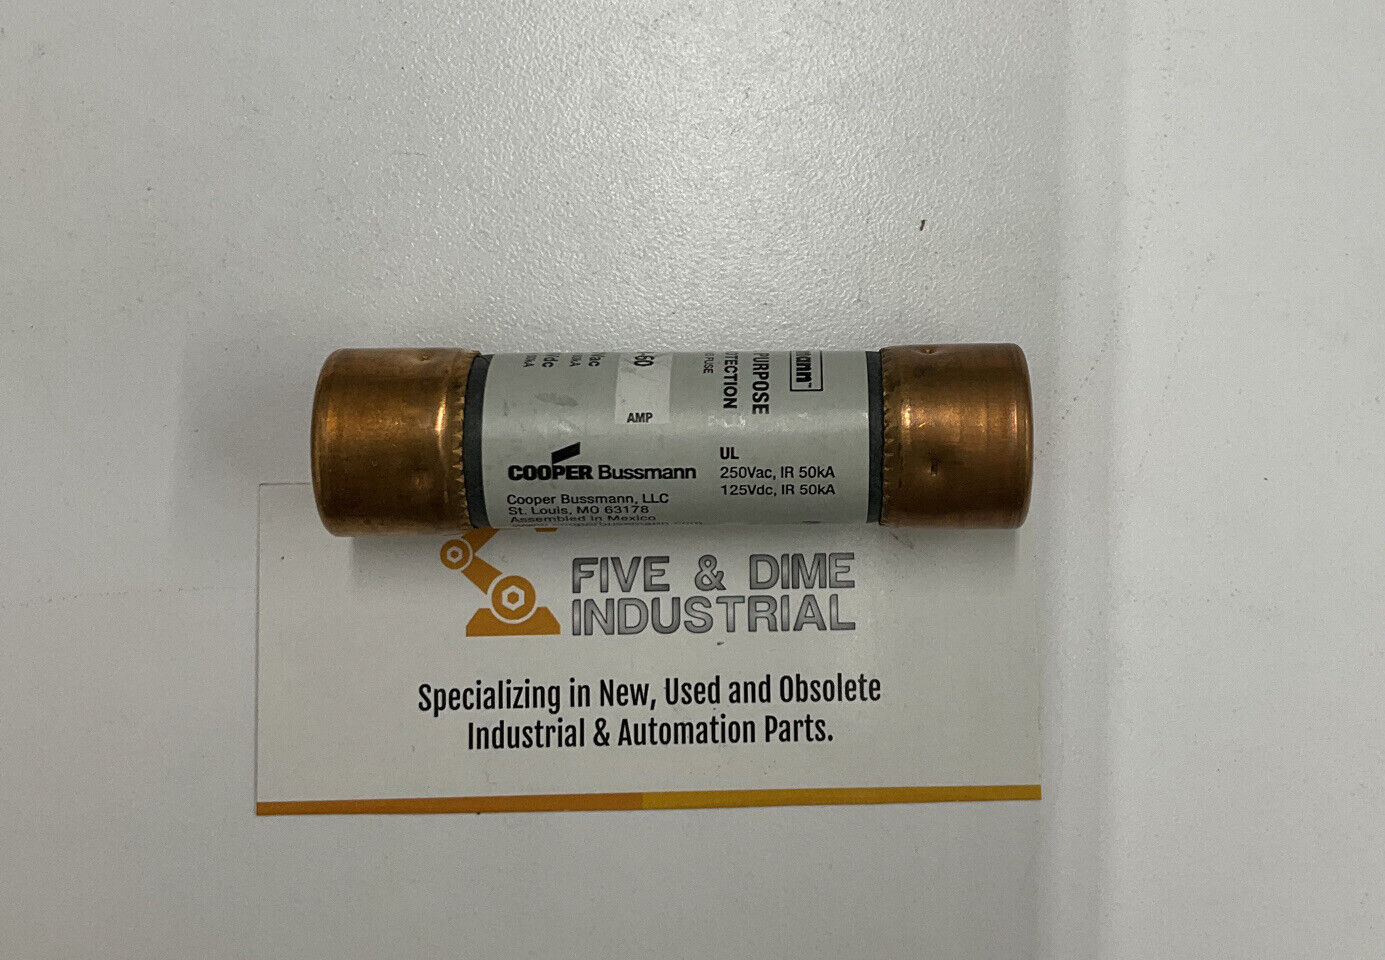 60
AMP
PURPOSE
FUSE
COOPER Bussmann
Cooper Bussmann, LLC
St. Louis, MO 63178
Assembled in Mexico
UL
250Vac, IR 50kA
125Vdc, IR 50kA
FIVE & DIME
INDUSTRIAL
Specializing in New, Used and Obsolete
Industrial & Automation Parts.